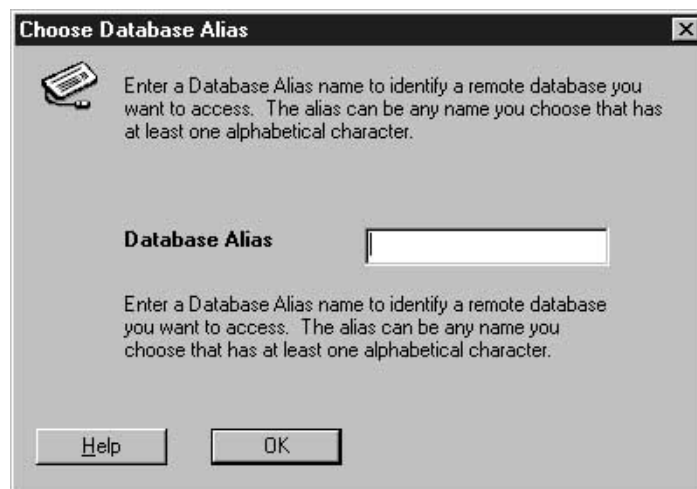 Choose Database Alias
Enter a Database Alias name to identify a remote database you
want to access. The alias can be any name you choose that has
at least one alphabetical character.
Database Alias
Enter a Database Alias name to identify a remote database
you want to access. The alias can be any name you
choose that has at least one alphabetical character.
Help
OK